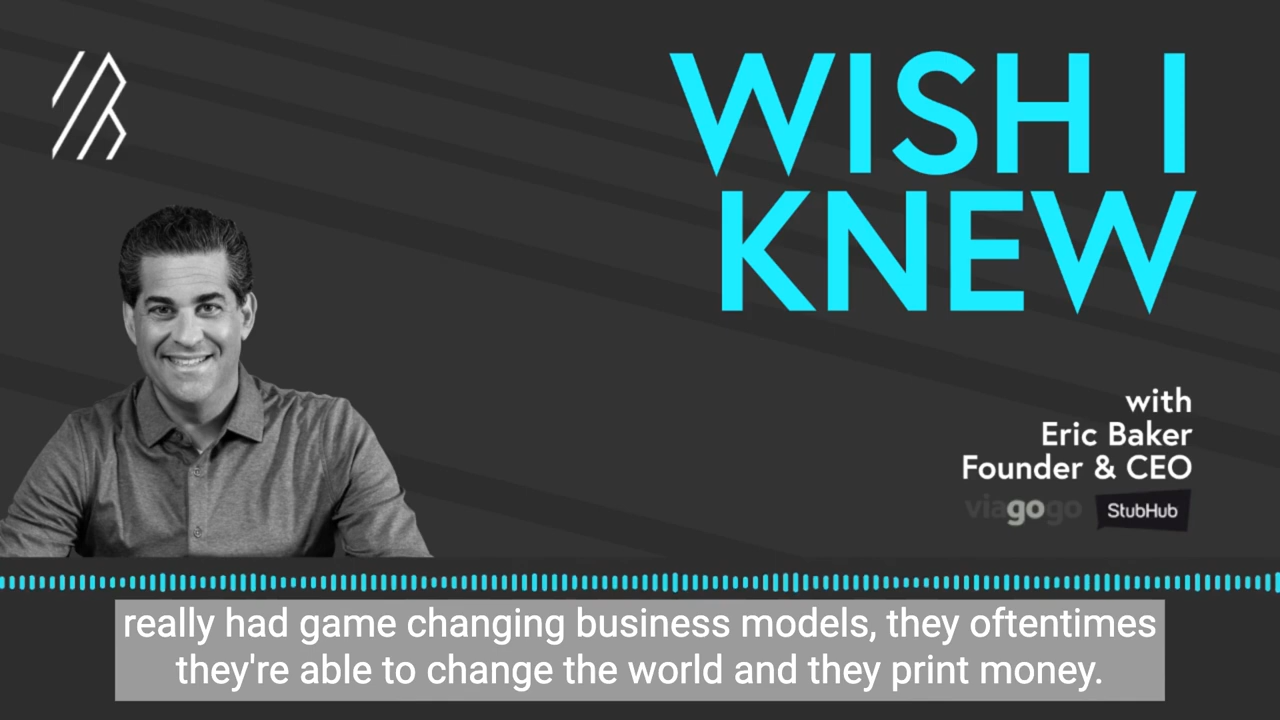 WISH I
KNEW
with
Eric Baker
Founder & CEO
viagogo StubHub
really had game changing business models, they oftentimes
they're able to change the world and they print money.